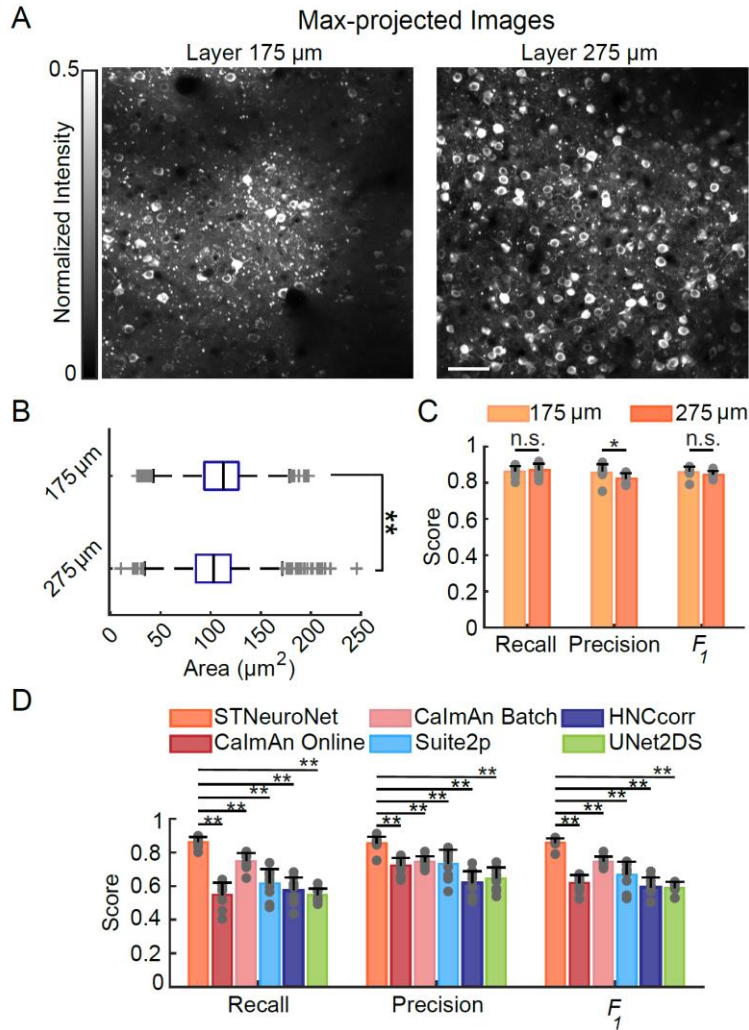 A
Max-projected Images
Layer 175 µm
Layer 275 µm
0.5
Normalized Intensity
0
B
175 µm
275 µm
**
0 50 100 150 200 250
Area (µm²)
C
175 µm 275 µm
n.s. * n.s.
1
0.8
0.6
0.4
0.2
0
Score
Recall Precision F₁
D
STNeuroNet CaImAn Batch HNCcorr
CaImAn Online Suite2p UNet2DS
** ** **
** ** **
** ** **
** ** **
** ** **
1
0.8
0.6
0.4
0.2
0
Score
Recall Precision F₁